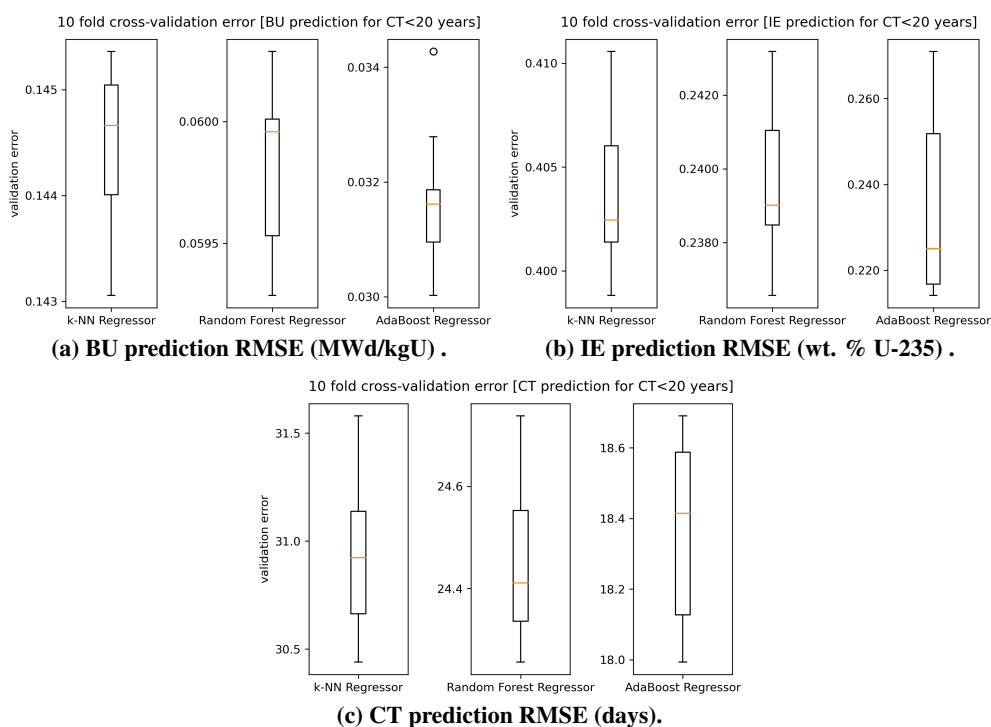 10 fold cross-validation error [BU prediction for CT<20 years]
validation error
0.145
0.144
0.143
k-NN Regressor
0.0600
0.0595
Random Forest Regressor
0.034
0.032
0.030
AdaBoost Regressor
(a) BU prediction RMSE (MWd/kgU) .
10 fold cross-validation error [IE prediction for CT<20 years]
validation error
0.410
0.405
0.400
k-NN Regressor
0.2420
0.2400
0.2380
Random Forest Regressor
0.260
0.240
0.220
AdaBoost Regressor
(b) IE prediction RMSE (wt. % U-235) .
10 fold cross-validation error [CT prediction for CT<20 years]
validation error
31.5
31.0
30.5
k-NN Regressor
24.6
24.4
Random Forest Regressor
18.6
18.4
18.2
18.0
AdaBoost Regressor
(c) CT prediction RMSE (days).